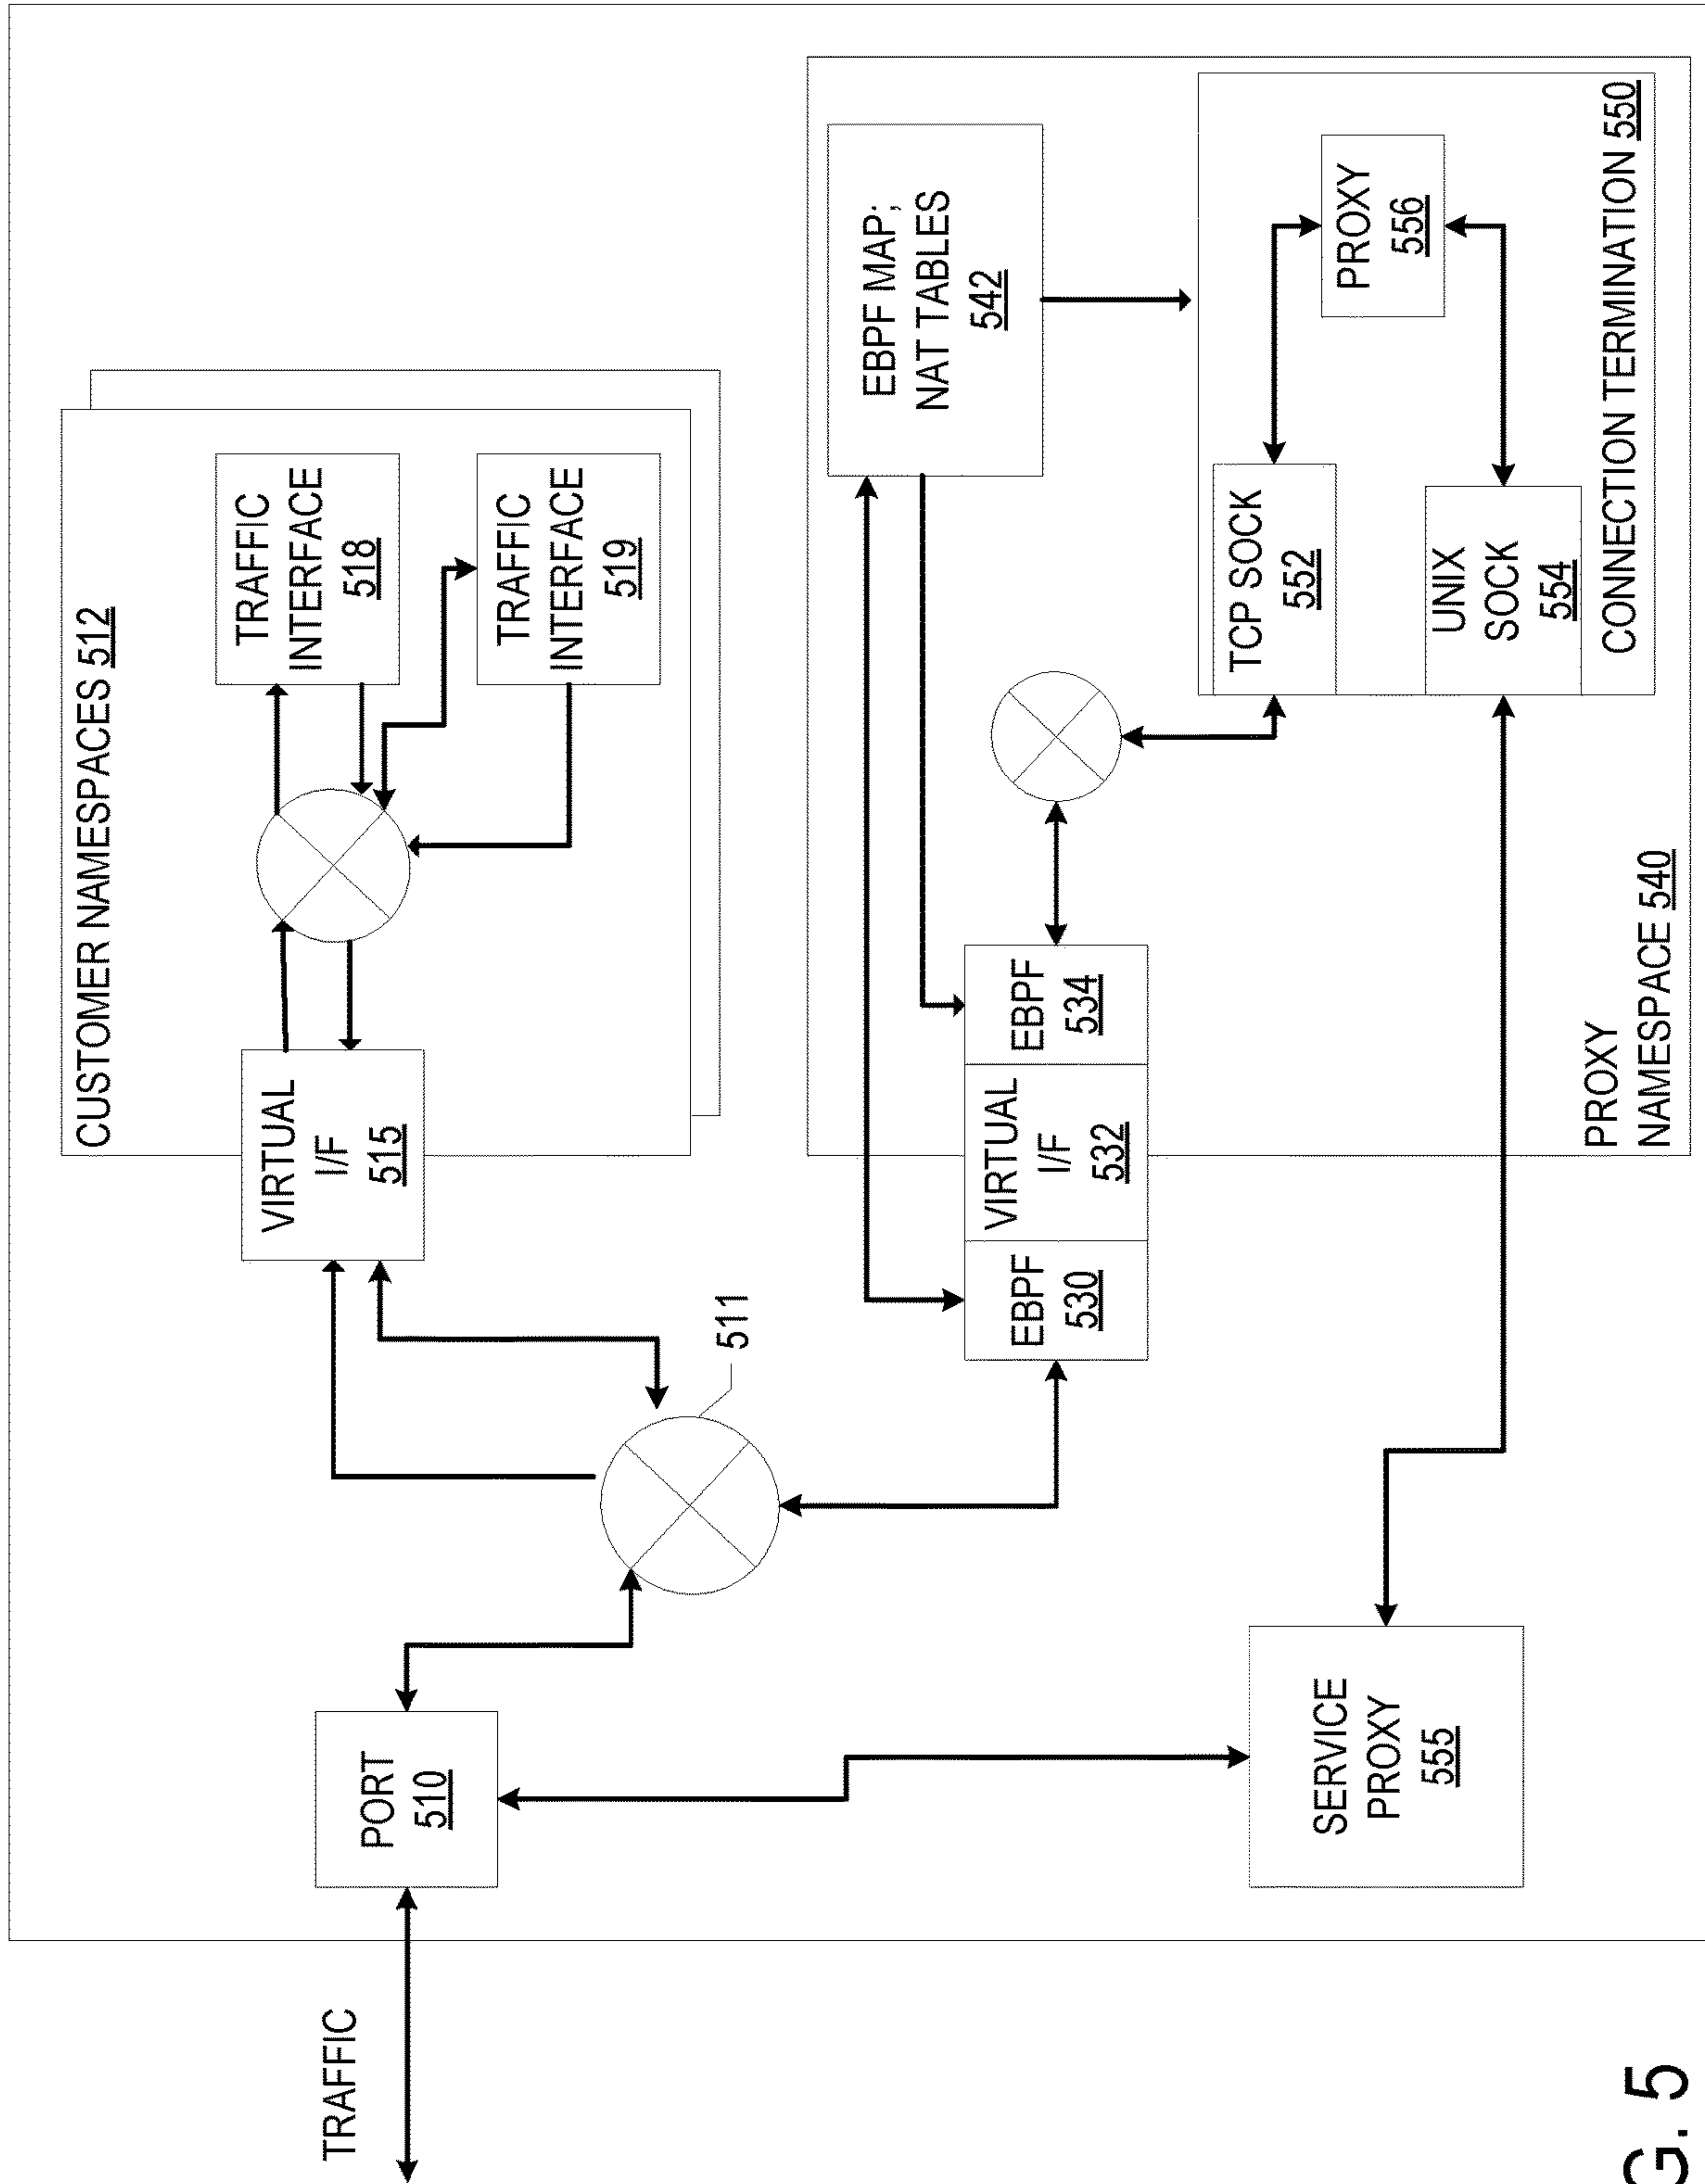 CUSTOMER NAMESPACES 512
TRAFFIC
INTERFACE
518
TRAFFIC
INTERFACE
519
VIRTUAL
I/F
515
511
TRAFFIC
PORT
510
EBPF MAP;
NAT TABLES
542
EBPF
530
VIRTUAL
I/F
532
EBPF
534
TCP SOCK
552
PROXY
556
UNIX
SOCK
554
CONNECTION TERMINATION 550
SERVICE
PROXY
555
PROXY
NAMESPACE 540
G. 5